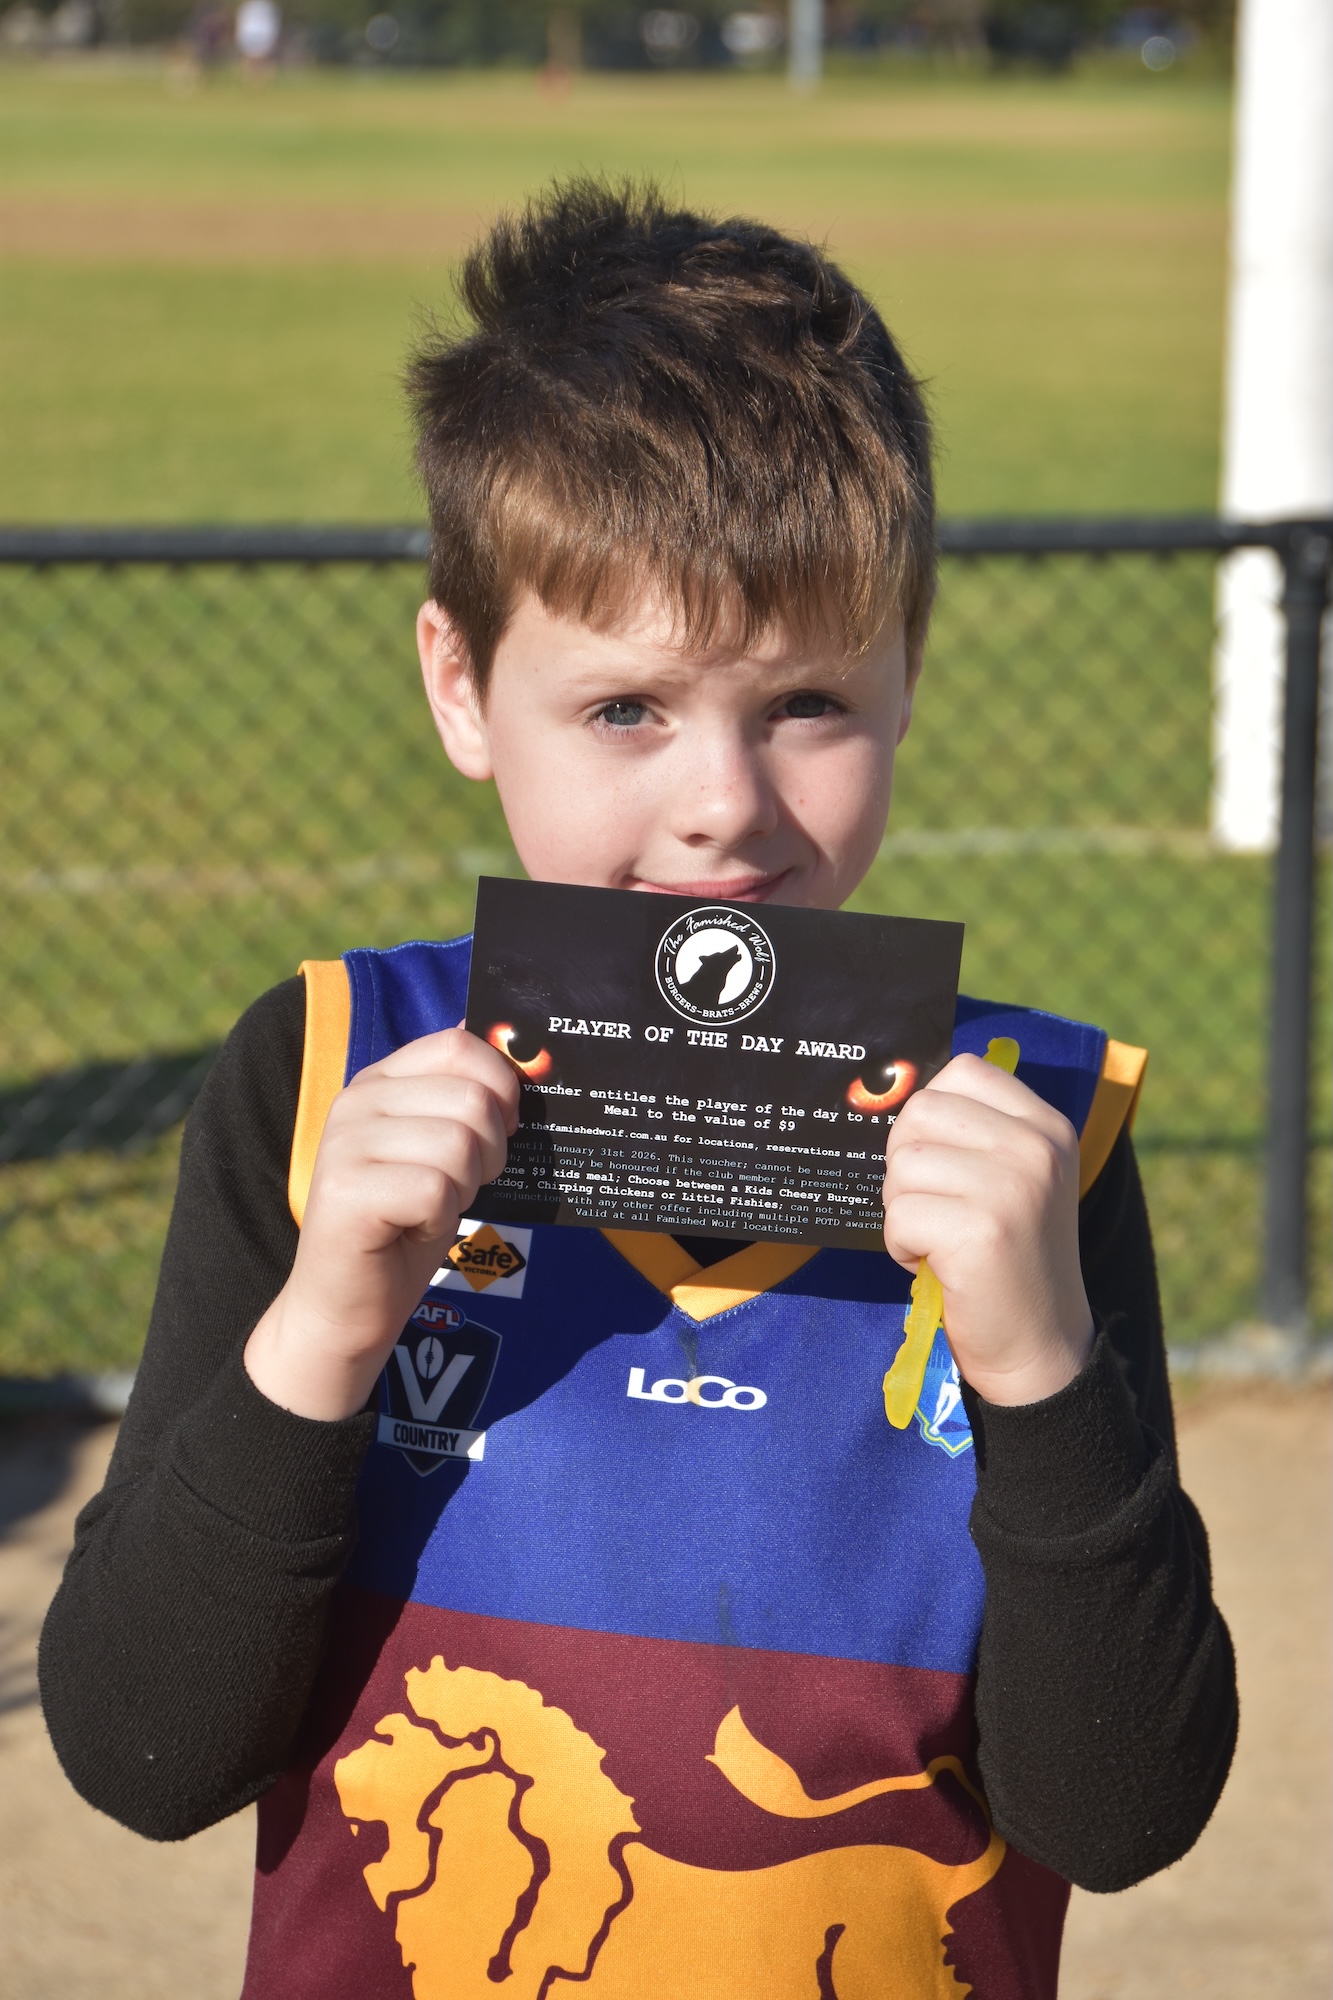 The Famished Wolf
BURGERS-BRATS-BREWS
PLAYER OF THE DAY AWARD
voucher entitles the player of the day to a K
Meal to the value of $9
w.thefamishedwolf.com.au for locations, reservations and or
until January 31st 2026. This voucher; cannot be used or red
h; will only be honoured if the club member is present; Only
one $9 kids meal; Choose between a Kids Cheesy Burger,
otdog, Chirping Chickens or Little Fishies; can not be used
conjunction with any other offer including multiple POTD awards
Valid at all Famished Wolf locations.
Safe
VICTORIA
AFL
V
COUNTRY
LoCo